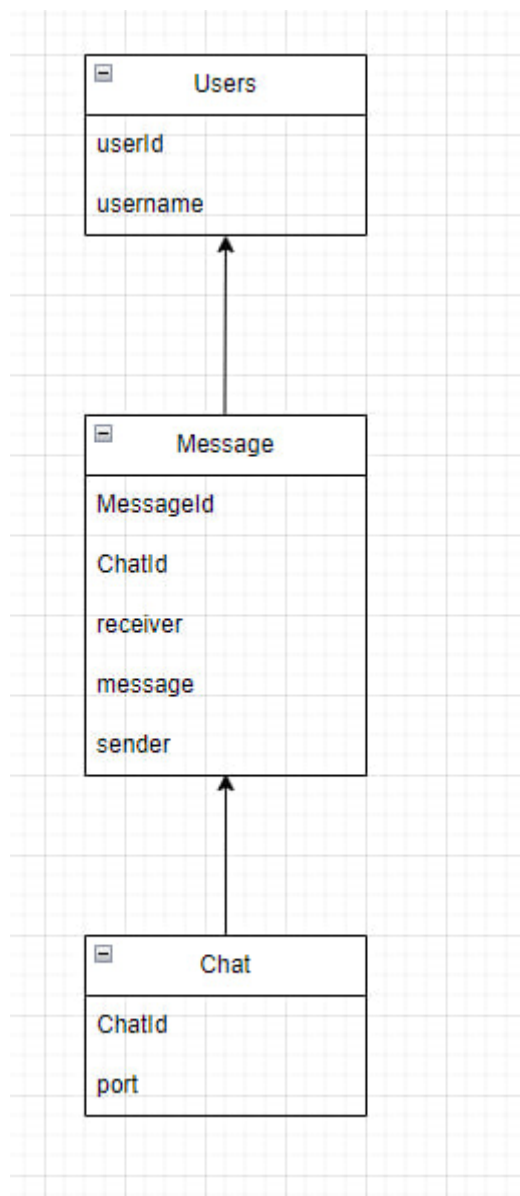 Users
userId
username
Message
MessageId
ChatId
receiver
message
sender
Chat
ChatId
port